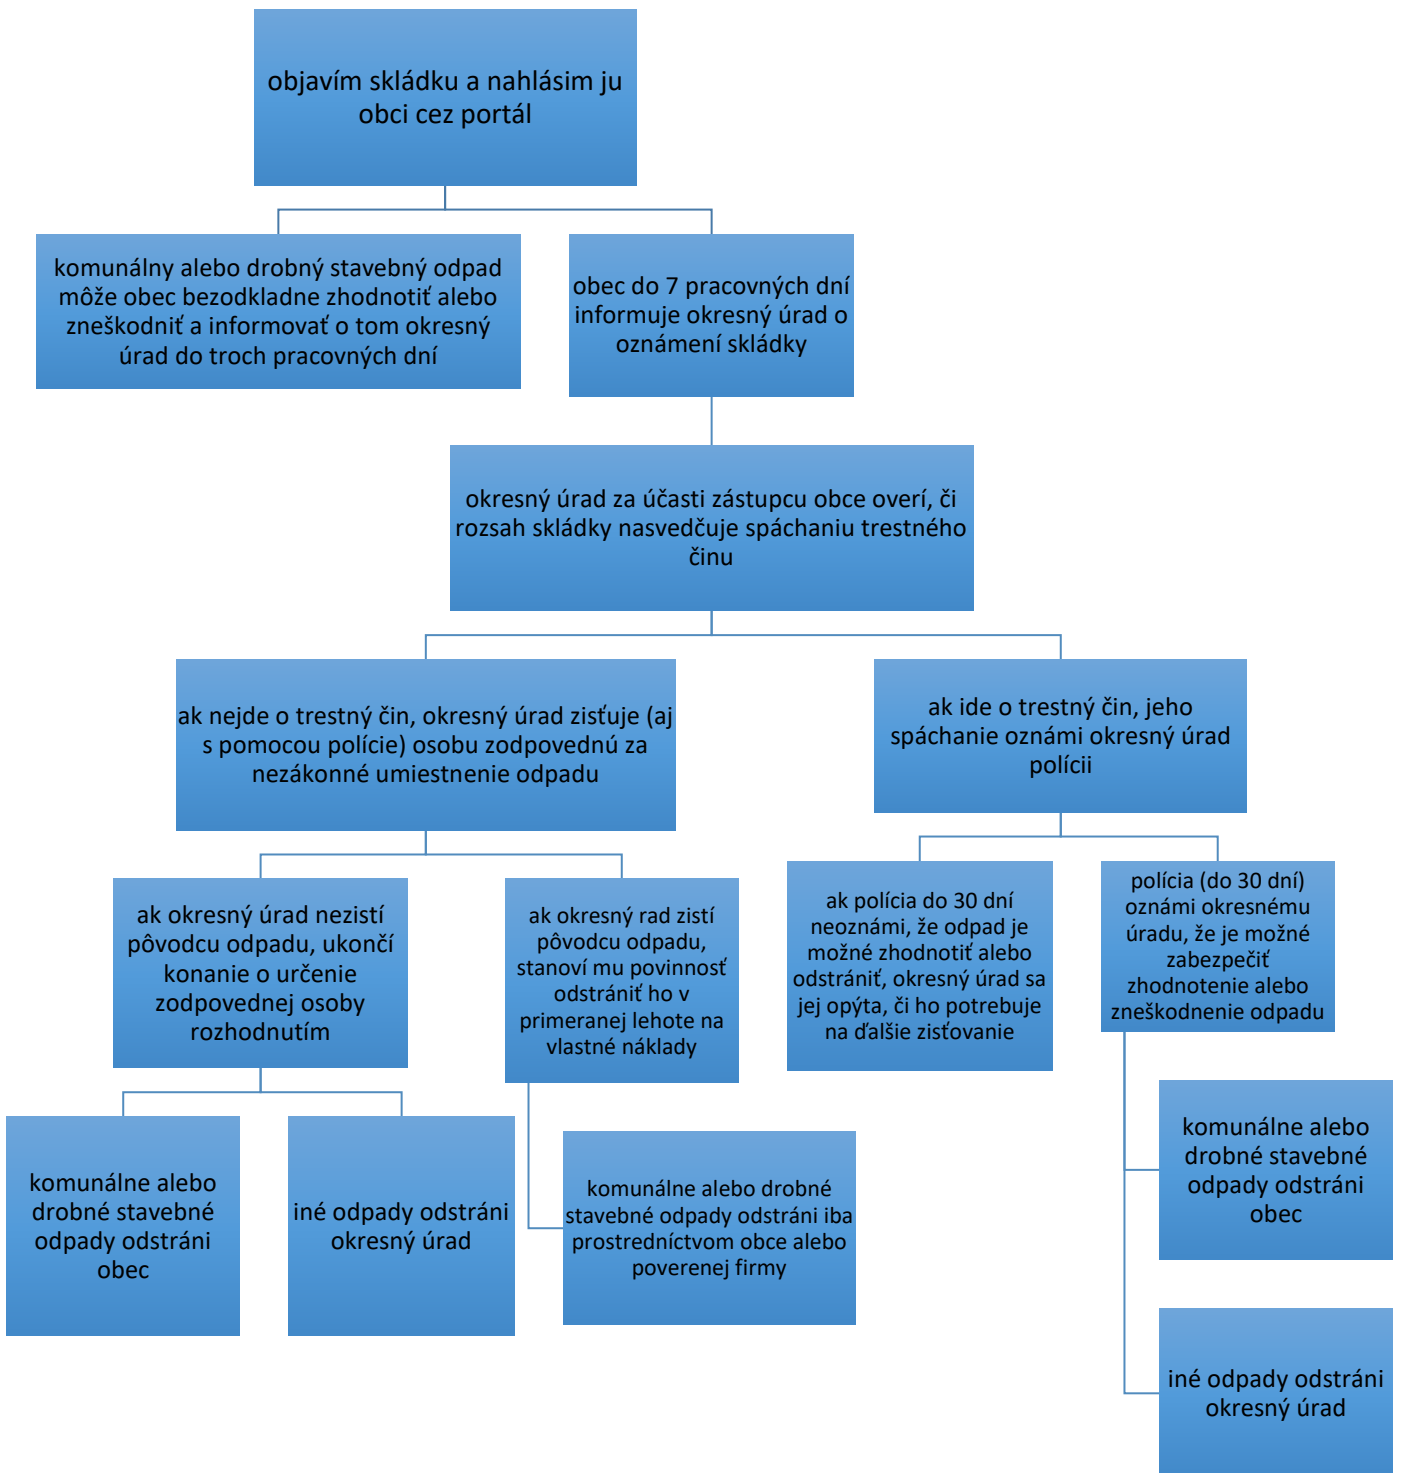 objavím skládku a nahlásim ju
obci cez portál
komunálny alebo drobný stavebný odpad
môže obec bezodkladne zhodnotiť alebo
zneškodniť a informovať o tom okresný
úrad do troch pracovných dní
obec do 7 pracovných dní
informuje okresný úrad o
oznámení skládky
okresný úrad za účasti zástupcu obce overí, či
rozsah skládky nasvedčuje spáchaniu trestného
činu
ak nejde o trestný čin, okresný úrad zisťuje (aj
s pomocou polície) osobu zodpovednú za
nezákonné umiestnenie odpadu
ak ide o trestný čin, jeho
spáchanie oznámi okresný úrad
polícii
ak okresný úrad nezistí
pôvodcu odpadu, ukončí
konanie o určenie
zodpovednej osoby
rozhodnutím
ak okresný rad zistí
pôvodcu odpadu,
stanoví mu povinnosť
odstrániť ho v
primeranej lehote na
vlastné náklady
ak polícia do 30 dní
neoznámi, že odpad je
možné zhodnotiť alebo
odstrániť, okresný úrad sa
jej opýta, či ho potrebuje
na ďalšie zisťovanie
polícia (do 30 dní)
oznámi okresnému
úradu, že je možné
zabezpečiť
zhodnotenie alebo
zneškodnenie odpadu
komunálne alebo
drobné stavebné
odpady odstráni
obec
iné odpady odstráni
okresný úrad
komunálne alebo drobné
stavebné odpady odstráni iba
prostredníctvom obce alebo
poverenej firmy
komunálne alebo
drobné stavebné
odpady odstráni
obec
iné odpady odstráni
okresný úrad